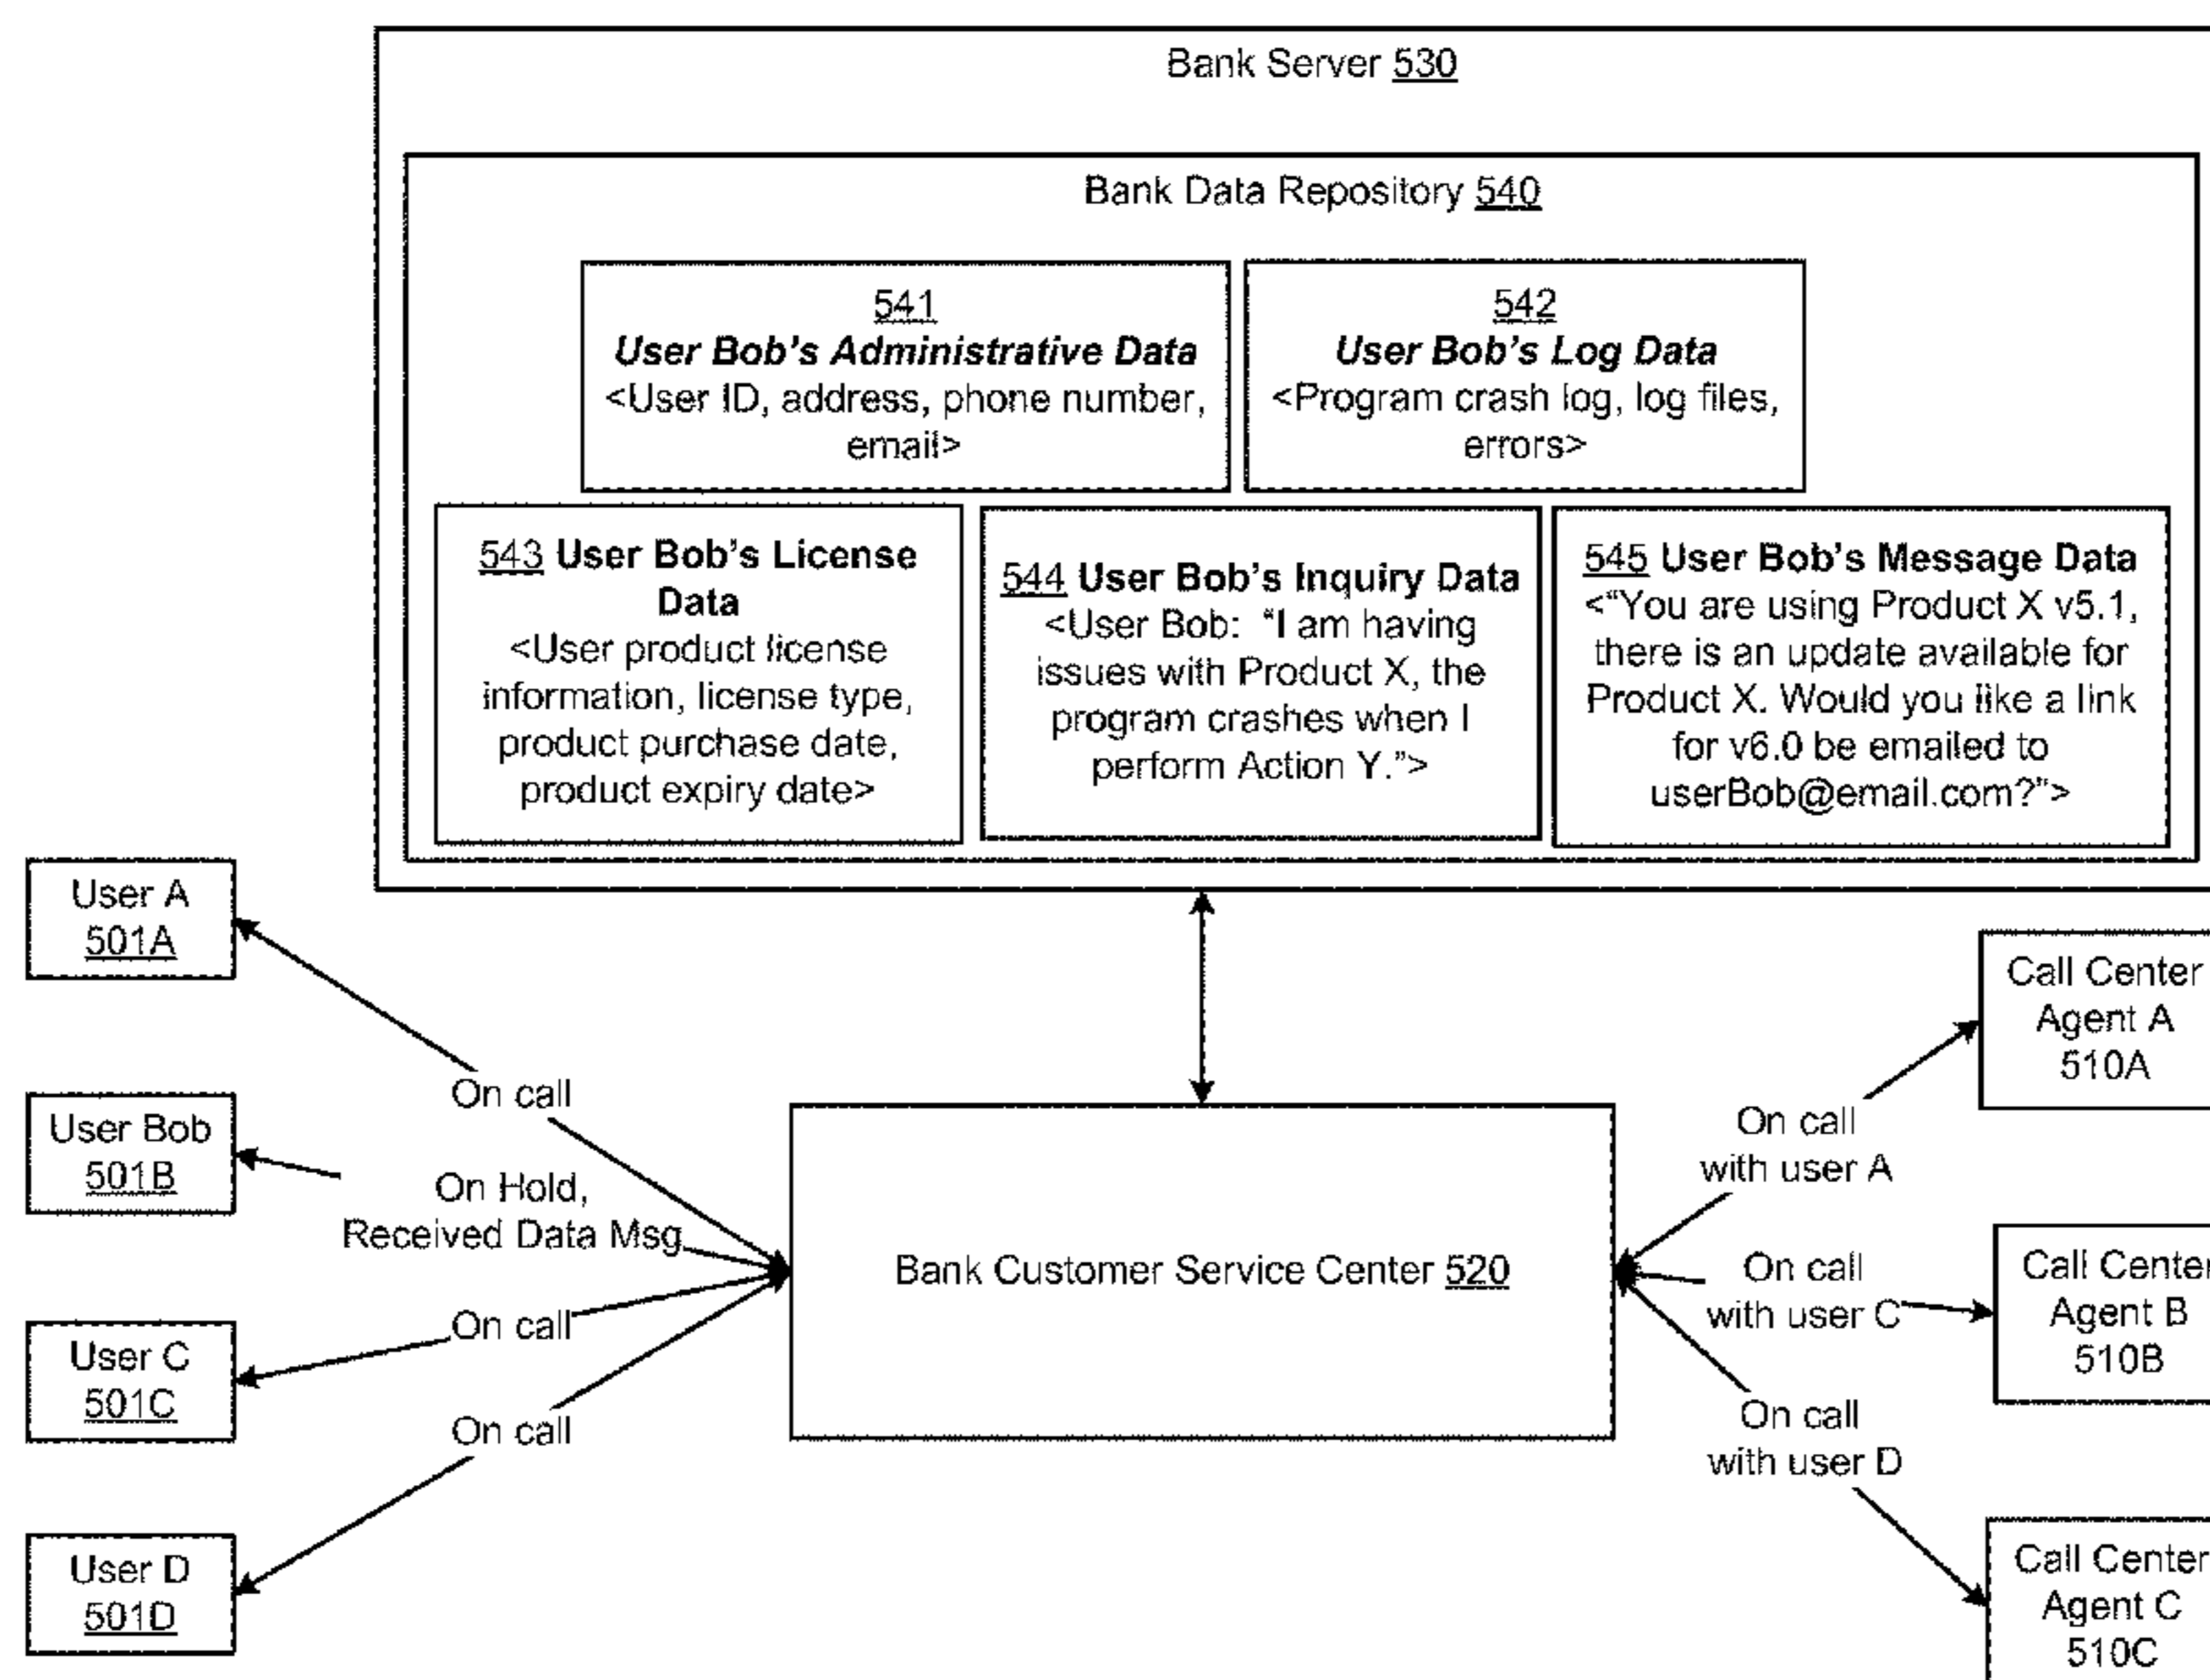 Bank Server 530
Bank Data Repository 540
541
User Bob's Administrative Data
<User ID, address, phone number,
email>
542
User Bob's Log Data
<Program crash log, log files,
errors>
543 User Bob's License
Data
<User product license
information, license type,
product purchase date,
product expiry date>
544 User Bob's Inquiry Data
<User Bob: “I am having
issues with Product X, the
program crashes when I
perform Action Y.”>
545 User Bob's Message Data
<“You are using Product X v5.1,
there is an update available for
Product X. Would you like a link
for v6.0 be emailed to
userBob@email.com?”>
User A
501A
User Bob
501B
User C
501C
User D
501D
On call
On Hold,
Received Data Msg
On call
On call
Bank Customer Service Center 520
On call
with user A
On call
with user C
On call
with user D
Call Center
Agent A
510A
Call Center
Agent B
510B
Call Center
Agent C
510C